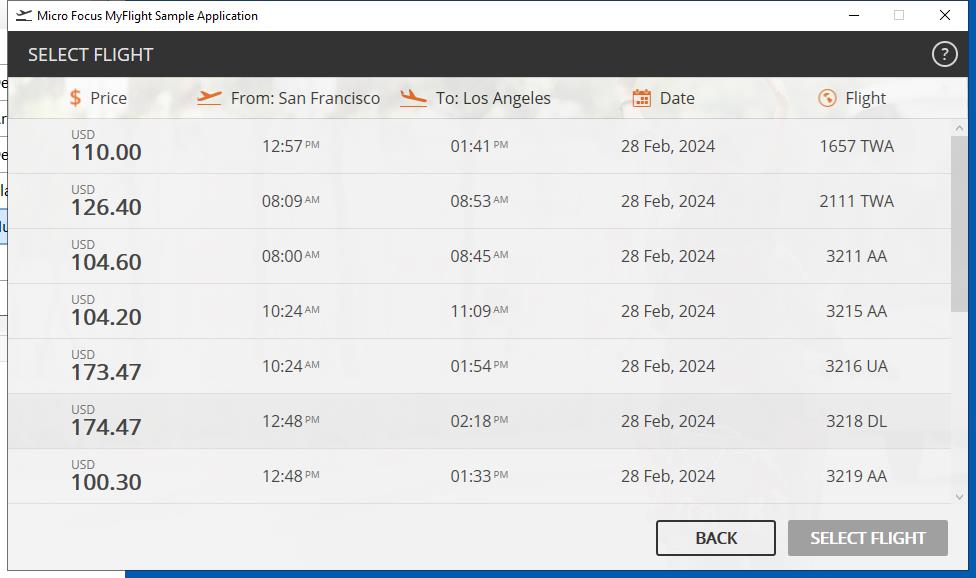 Micro Focus MyFlight Sample Application
SELECT FLIGHT ?
$ Price From: San Francisco To: Los Angeles Date Flight
USD
110.00 12:57 PM 01:41 PM 28 Feb, 2024 1657 TWA
USD
126.40 08:09 AM 08:53 AM 28 Feb, 2024 2111 TWA
USD
104.60 08:00 AM 08:45 AM 28 Feb, 2024 3211 AA
USD
104.20 10:24 AM 11:09 AM 28 Feb, 2024 3215 AA
USD
173.47 10:24 AM 01:54 PM 28 Feb, 2024 3216 UA
USD
174.47 12:48 PM 02:18 PM 28 Feb, 2024 3218 DL
USD
100.30 12:48 PM 01:33 PM 28 Feb, 2024 3219 AA
BACK SELECT FLIGHT